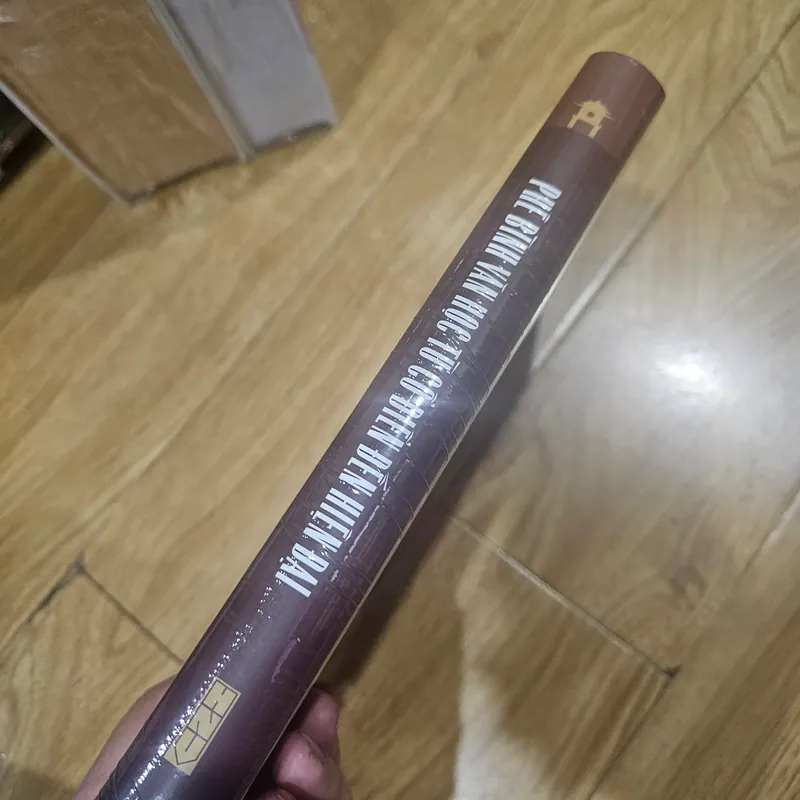 PHÊ BÌNH VĂN HỌC TỪ CỔ ĐIỂN ĐẾN HIỆN ĐẠI